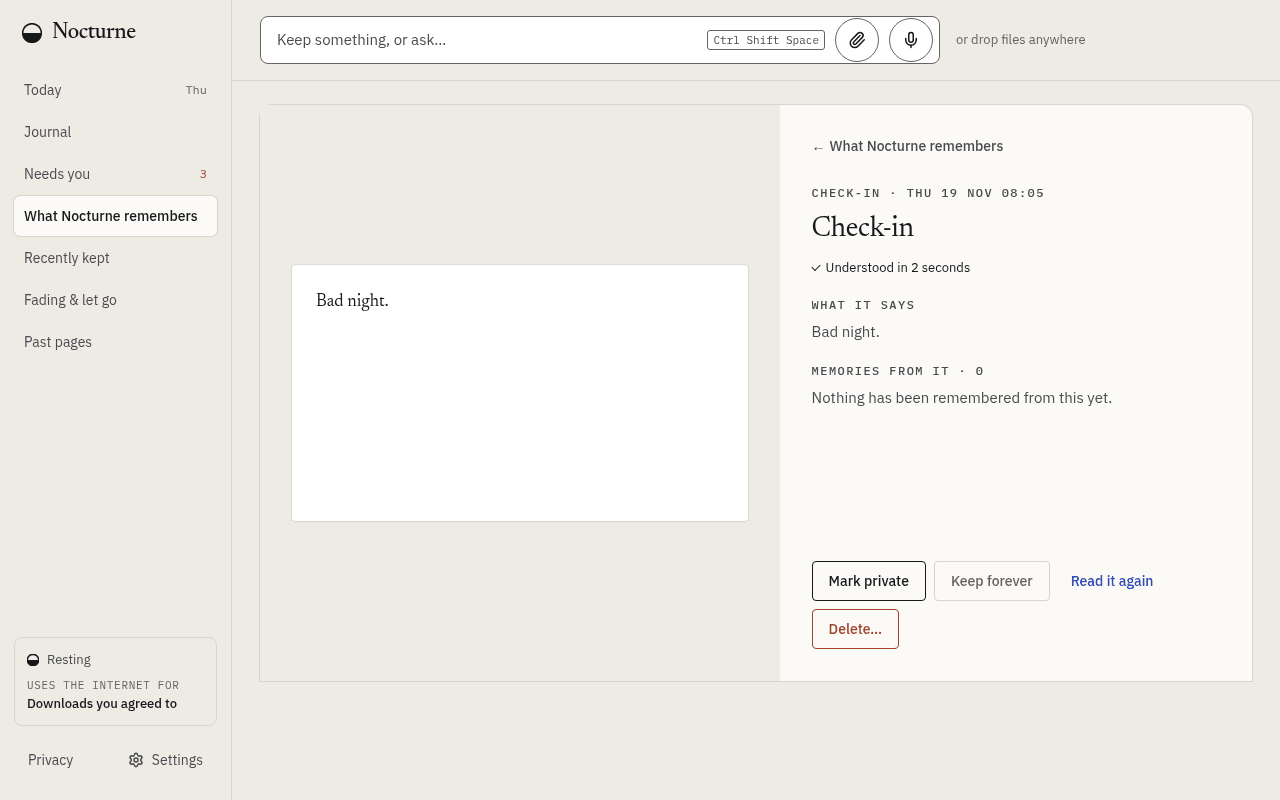 Nocturne
Keep something, or ask...
Ctrl Shift Space
or drop files anywhere
Today
Thu
Journal
Needs you
3
What Nocturne remembers
Recently kept
Fading & let go
Past pages
Bad night.
← What Nocturne remembers
CHECK-IN · THU 19 NOV 08:05
Check-in
✓ Understood in 2 seconds
WHAT IT SAYS
Bad night.
MEMORIES FROM IT · 0
Nothing has been remembered from this yet.
Mark private
Keep forever
Read it again
Delete...
Resting
USES THE INTERNET FOR
Downloads you agreed to
Privacy
Settings